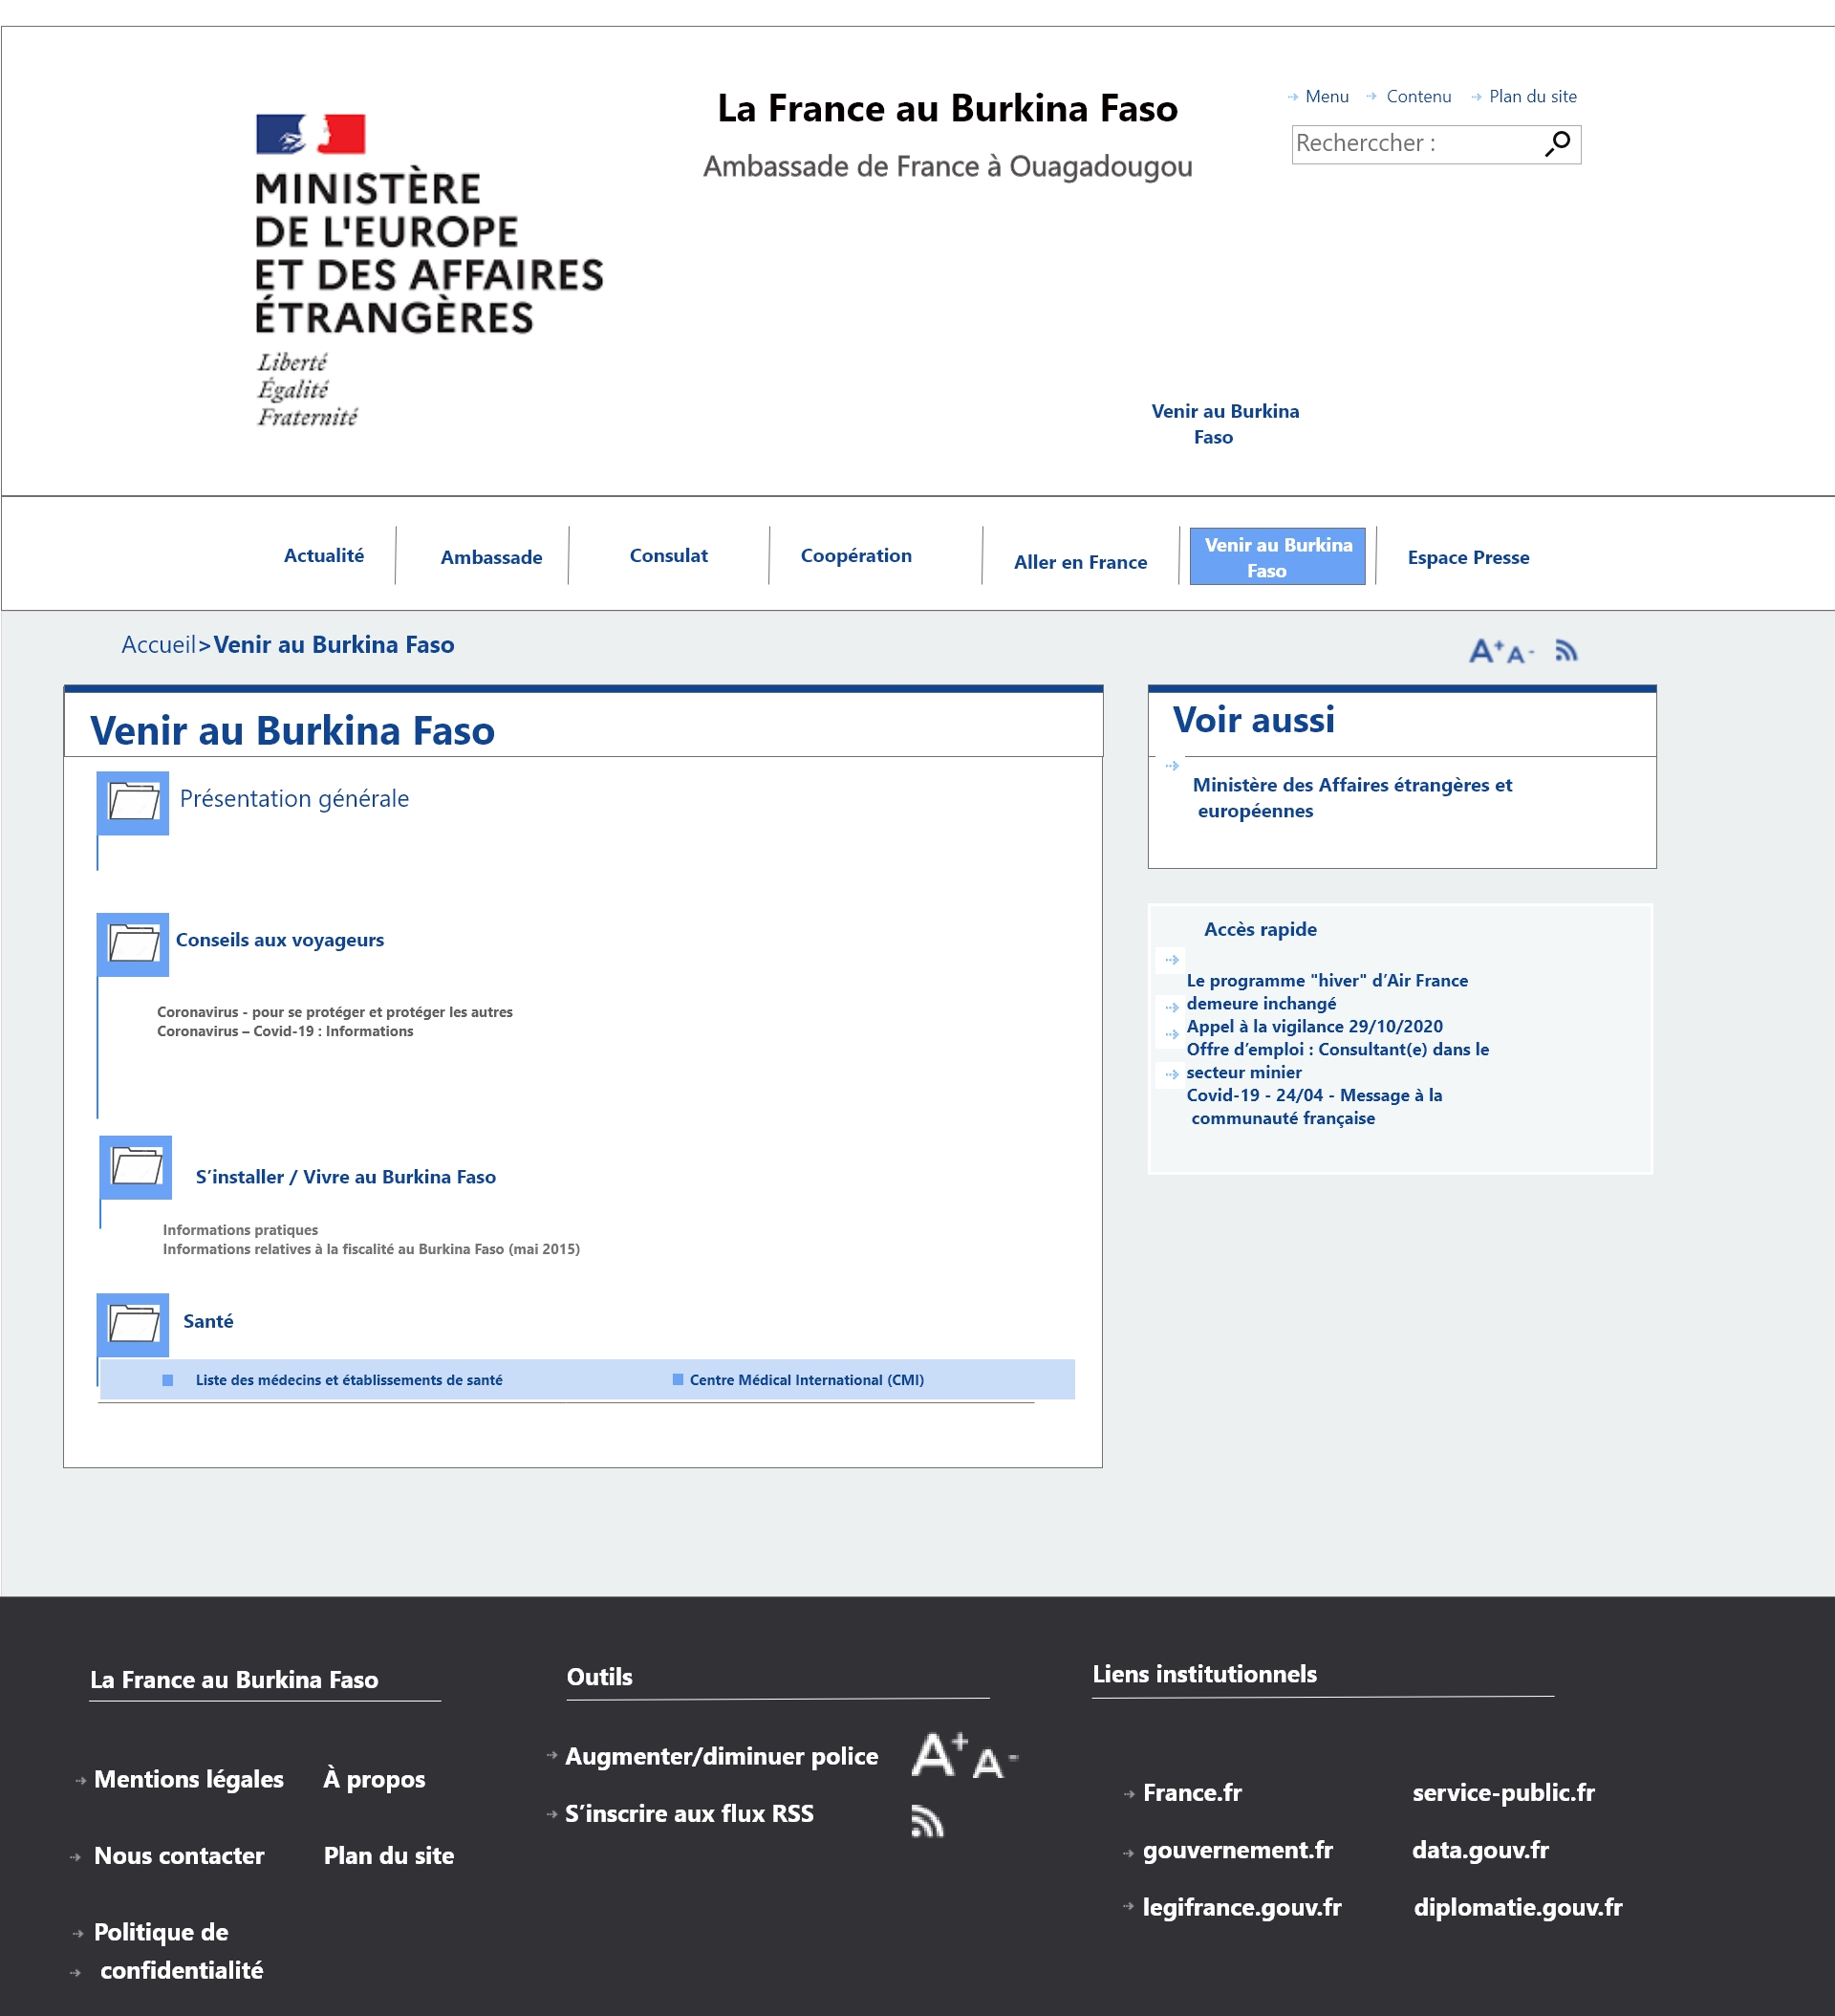 La France au Burkina Faso
Ambassade de France à Ouagadougou
Menu
Contenu
Plan du site
Recherccher :
MINISTÈRE
DE L'EUROPE
ET DES AFFAIRES
ÉTRANGÈRES
Liberté
Égalité
Fraternité
Venir au Burkina
Faso
Actualité
Ambassade
Consulat
Coopération
Aller en France
Venir au Burkina
Faso
Espace Presse
Accueil>Venir au Burkina Faso
A+ A-
Venir au Burkina Faso
Présentation générale
Conseils aux voyageurs
Coronavirus - pour se protéger et protéger les autres
Coronavirus – Covid-19 : Informations
S’installer / Vivre au Burkina Faso
Informations pratiques
Informations relatives à la fiscalité au Burkina Faso (mai 2015)
Santé
Liste des médecins et établissements de santé
Centre Médical International (CMI)
Voir aussi
Ministère des Affaires étrangères et
européennes
Accès rapide
Le programme "hiver" d’Air France
demeure inchangé
Appel à la vigilance 29/10/2020
Offre d’emploi : Consultant(e) dans le
secteur minier
Covid-19 - 24/04 - Message à la
communauté française
La France au Burkina Faso
Mentions légales
À propos
Nous contacter
Plan du site
Politique de
confidentialité
Outils
Augmenter/diminuer police
A+ A-
S’inscrire aux flux RSS
Liens institutionnels
France.fr
service-public.fr
gouvernement.fr
data.gouv.fr
legifrance.gouv.fr
diplomatie.gouv.fr